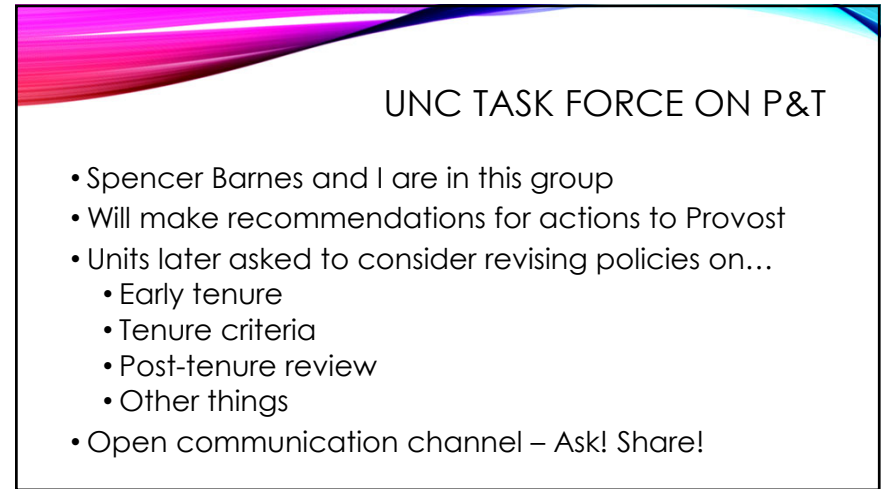 UNC TASK FORCE ON P&T
• Spencer Barnes and I are in this group
• Will make recommendations for actions to Provost
• Units later asked to consider revising policies on…
• Early tenure
• Tenure criteria
• Post-tenure review
• Other things
• Open communication channel – Ask! Share!